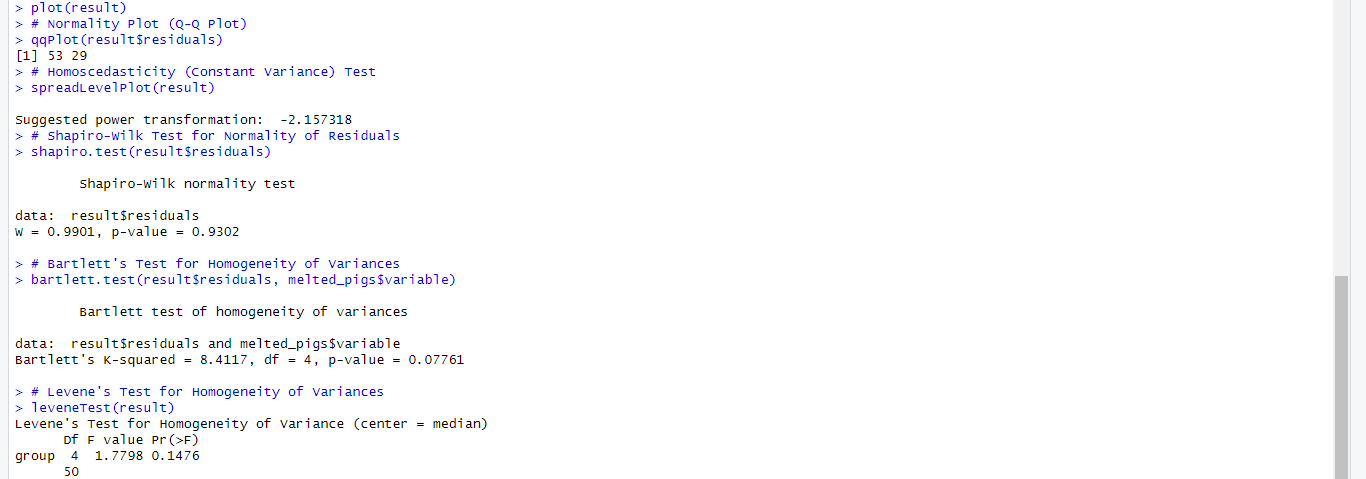 > plot(result)
> # Normality Plot (Q-Q Plot)
> qqPlot(result$residuals)
[1] 53 29
> # Homoscedasticity (Constant Variance) Test
> spreadLevelPlot(result)
Suggested power transformation:  -2.157318
> # Shapiro-Wilk Test for Normality of Residuals
> shapiro.test(result$residuals)
Shapiro-Wilk normality test
data:  result$residuals
W = 0.9901, p-value = 0.9302
> # Bartlett's Test for Homogeneity of Variances
> bartlett.test(result$residuals, melted_pigs$variable)
Bartlett test of homogeneity of variances
data:  result$residuals and melted_pigs$variable
Bartlett's K-squared = 8.4117, df = 4, p-value = 0.07761
> # Levene's Test for Homogeneity of Variances
> leveneTest(result)
Levene's Test for Homogeneity of Variance (center = median)
      Df F value Pr(>F)
group  4  1.7798 0.1476
      50